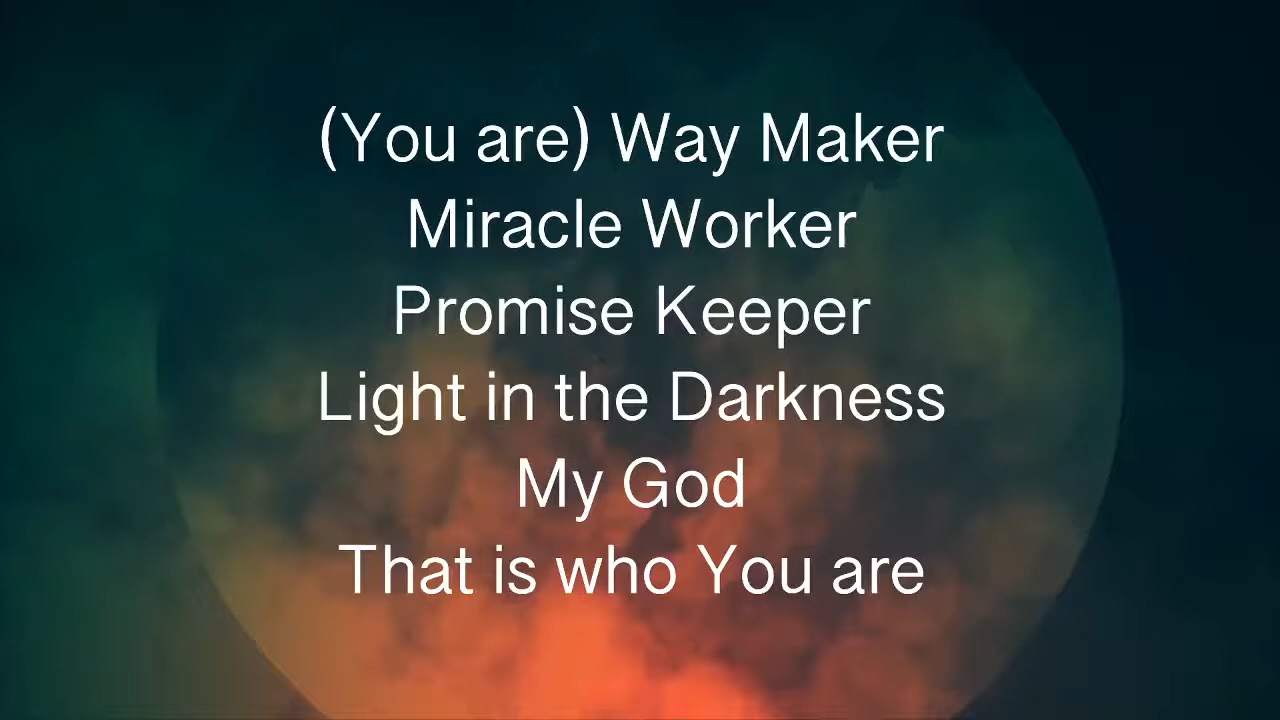 (You are) Way Maker
Miracle Worker
Promise Keeper
Light in the Darkness
My God
That is who You are